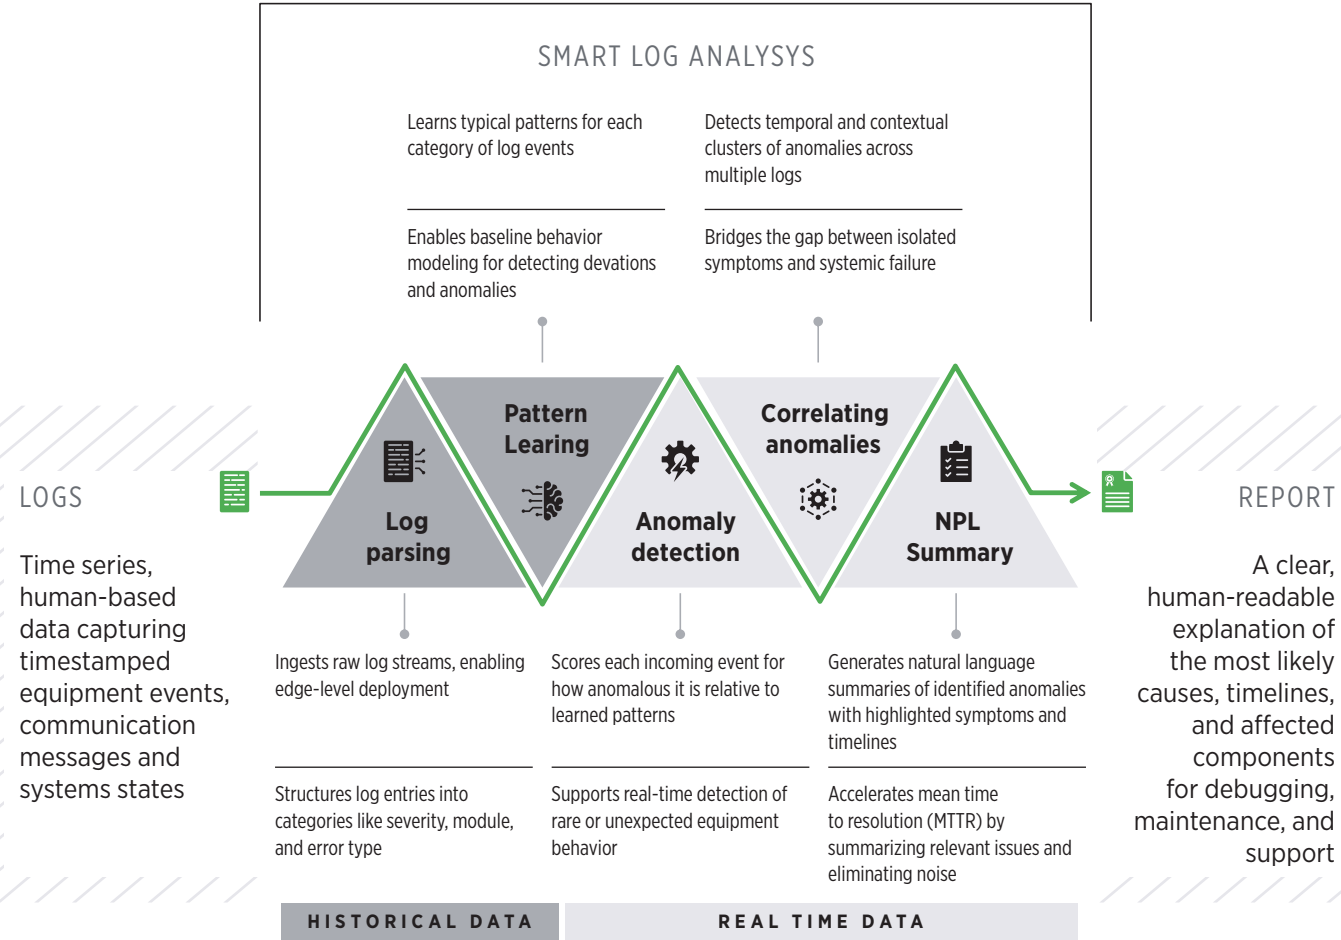 SMART LOG ANALYSYS
Learns typical patterns for each
category of log events
Enables baseline behavior
modeling for detecting devations
and anomalies
Detects temporal and contextual
clusters of anomalies across
multiple logs
Bridges the gap between isolated
symptoms and systemic failure
LOGS
Time series,
human-based
data capturing
timestamped
equipment events,
communication
messages and
systems states
Log
parsing
Pattern
Learing
Anomaly
detection
Correlating
anomalies
NPL
Summary
Ingests raw log streams, enabling
edge-level deployment
Structures log entries into
categories like severity, module,
and error type
Scores each incoming event for
how anomalous it is relative to
learned patterns
Supports real-time detection of
rare or unexpected equipment
behavior
Generates natural language
summaries of identified anomalies
with highlighted symptoms and
timelines
Accelerates mean time
to resolution (MTTR) by
summarizing relevant issues and
eliminating noise
REPORT
A clear,
human-readable
explanation of
the most likely
causes, timelines,
and affected
components
for debugging,
maintenance, and
support
HISTORICAL DATA
REAL TIME DATA